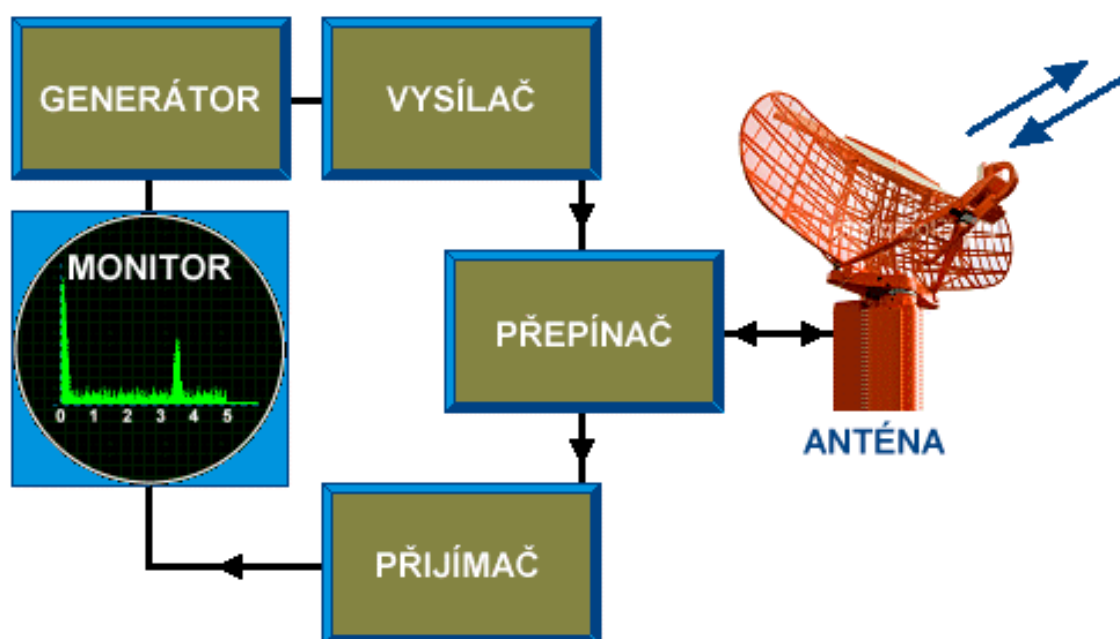 GENERÁTOR
VYSÍLAČ
MONITOR
0 1 2 3 4 5
PŘEPÍNAČ
ANTÉNA
PŘIJÍMAČ